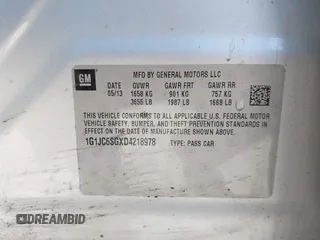 GM
MFD BY GENERAL MOTORS LLC
DATE GVWR GAWR FRT GAWR RR
05/13 1658 KG 901 KG 757 KG
3655 LB 1987 LB 1668 LB
THIS VEHICLE CONFORMS TO ALL APPLICABLE U.S. FEDERAL MOTOR
VEHICLE SAFETY, BUMPER, AND THEFT PREVENTION STANDARDS IN EFFECT
ON THE DATE OF MANUFACTURE SHOWN ABOVE.
1G1JC6SGXD4218978 TYPE: PASS CAR
DREAMBID